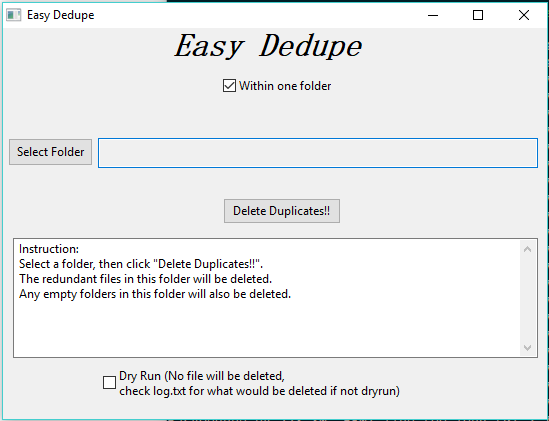 Easy Dedupe
Easy Dedupe
Within one folder
Select Folder
Delete Duplicates!!
Instruction:
Select a folder, then click "Delete Duplicates!!".
The redundant files in this folder will be deleted.
Any empty folders in this folder will also be deleted.
Dry Run (No file will be deleted,
check log.txt for what would be deleted if not dryrun)